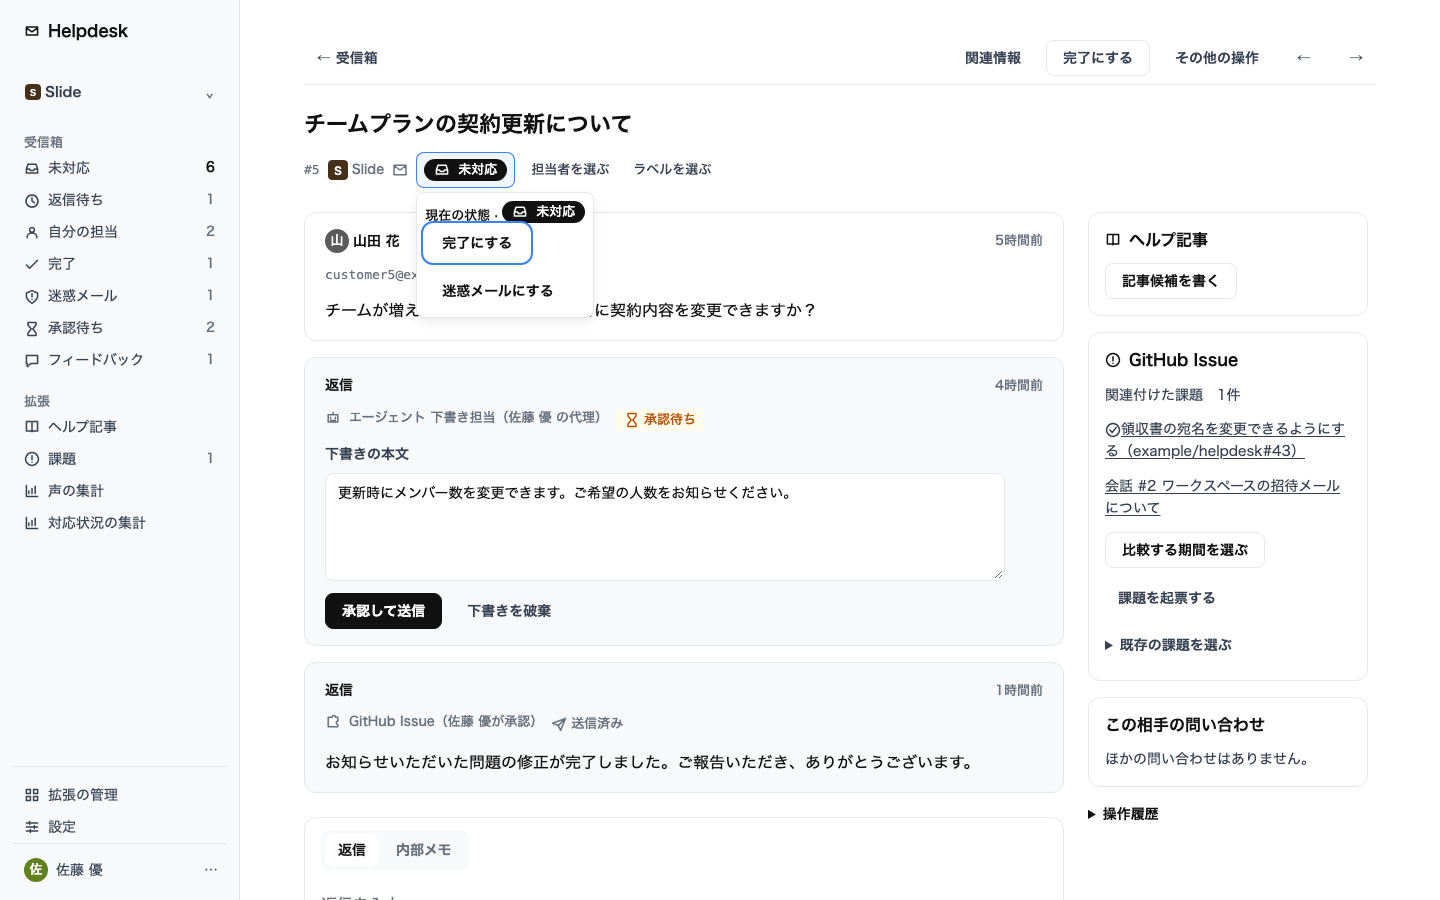 Helpdesk
S Slide
受信箱
未対応 6
返信待ち 1
自分の担当 2
完了 1
迷惑メール 1
承認待ち 2
フィードバック 1
拡張
ヘルプ記事
課題 1
声の集計
対応状況の集計
拡張の管理
設定
佐 佐藤 優 …
← 受信箱
関連情報 完了にする その他の操作 ← →
チームプランの契約更新について
#5 S Slide 未対応 担当者を選ぶ ラベルを選ぶ
現在の状態 · 未対応
完了にする
迷惑メールにする
山 山田 花 5時間前
customer5@ex
チームが増え
に契約内容を変更できますか？
返信 4時間前
エージェント 下書き担当（佐藤 優 の代理） 承認待ち
下書きの本文
更新時にメンバー数を変更できます。ご希望の人数をお知らせください。
承認して送信 下書きを破棄
返信 1時間前
GitHub Issue（佐藤 優が承認） 送信済み
お知らせいただいた問題の修正が完了しました。ご報告いただき、ありがとうございます。
返信 内部メモ
ヘルプ記事
記事候補を書く
GitHub Issue
関連付けた課題 1件
領収書の宛名を変更できるようにす
る（example/helpdesk#43）
会話 #2 ワークスペースの招待メール
について
比較する期間を選ぶ
課題を起票する
▶ 既存の課題を選ぶ
この相手の問い合わせ
ほかの問い合わせはありません。
▶ 操作履歴